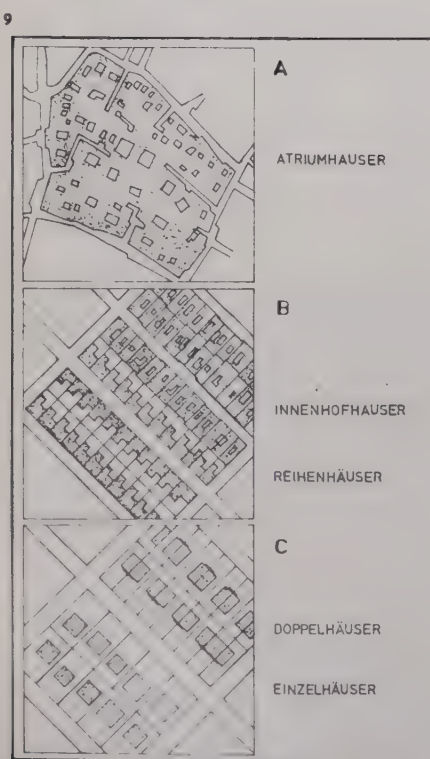 9
A
ATRIUMHAUSER
B
INNENHOFHAUSER
REIHENHÄUSER
C
DOPPELHÄUSER
EINZELHÄUSER